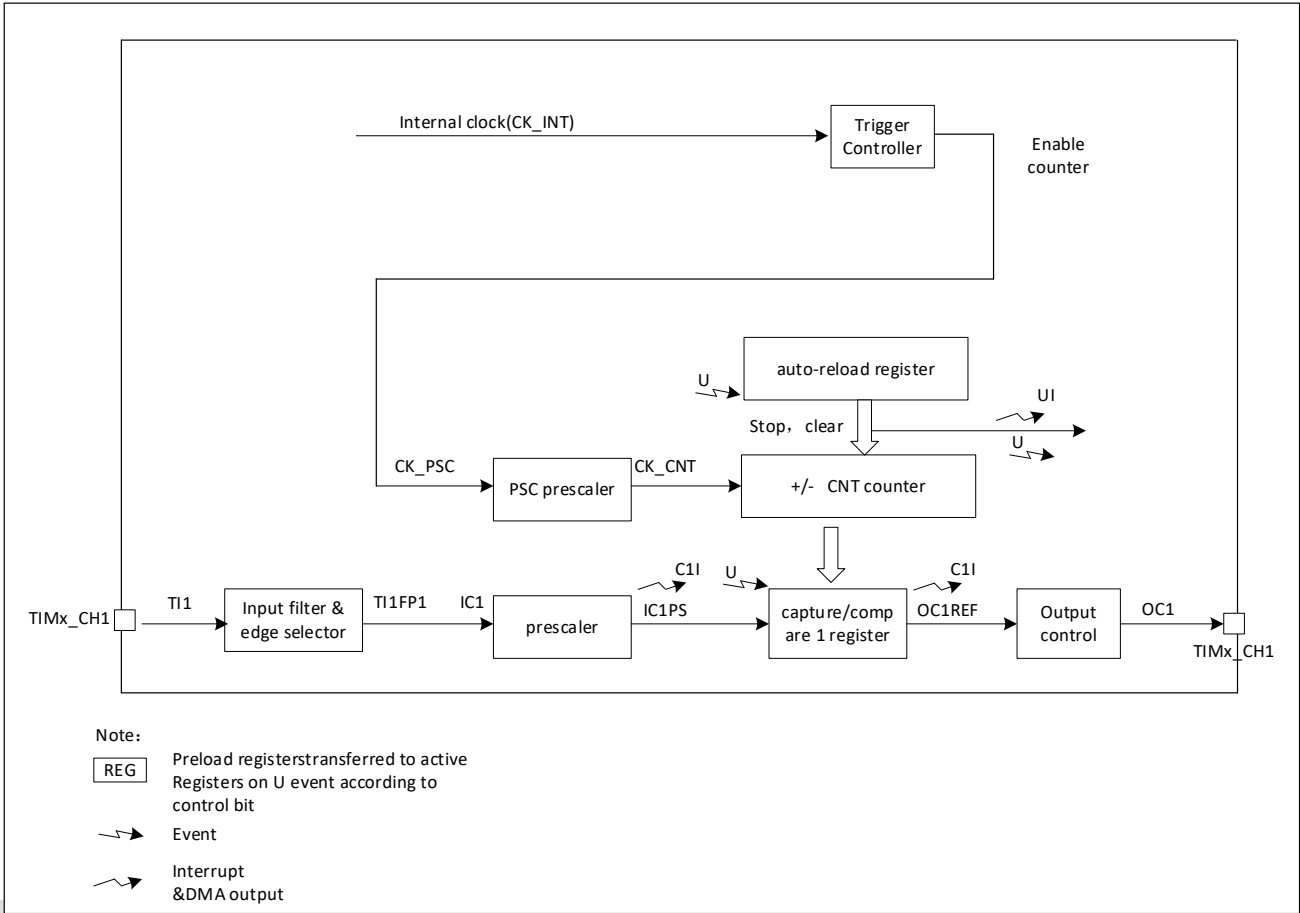 Internal clock(CK_INT)
Trigger
Controller
Enable
counter
auto-reload register
U
UI
Stop， clear
U
CK_PSC
PSC prescaler
CK_CNT
+/- CNT counter
TIMx_CH1
TI1
Input filter &
edge selector
TI1FP1
IC1
prescaler
C1I
IC1PS
U
capture/comp
are 1 register
C1I
OC1REF
Output
control
OC1
TIMx_CH1
Note：
REG
Preload registerstransferred to active
Registers on U event according to
control bit
Event
Interrupt
&DMA output